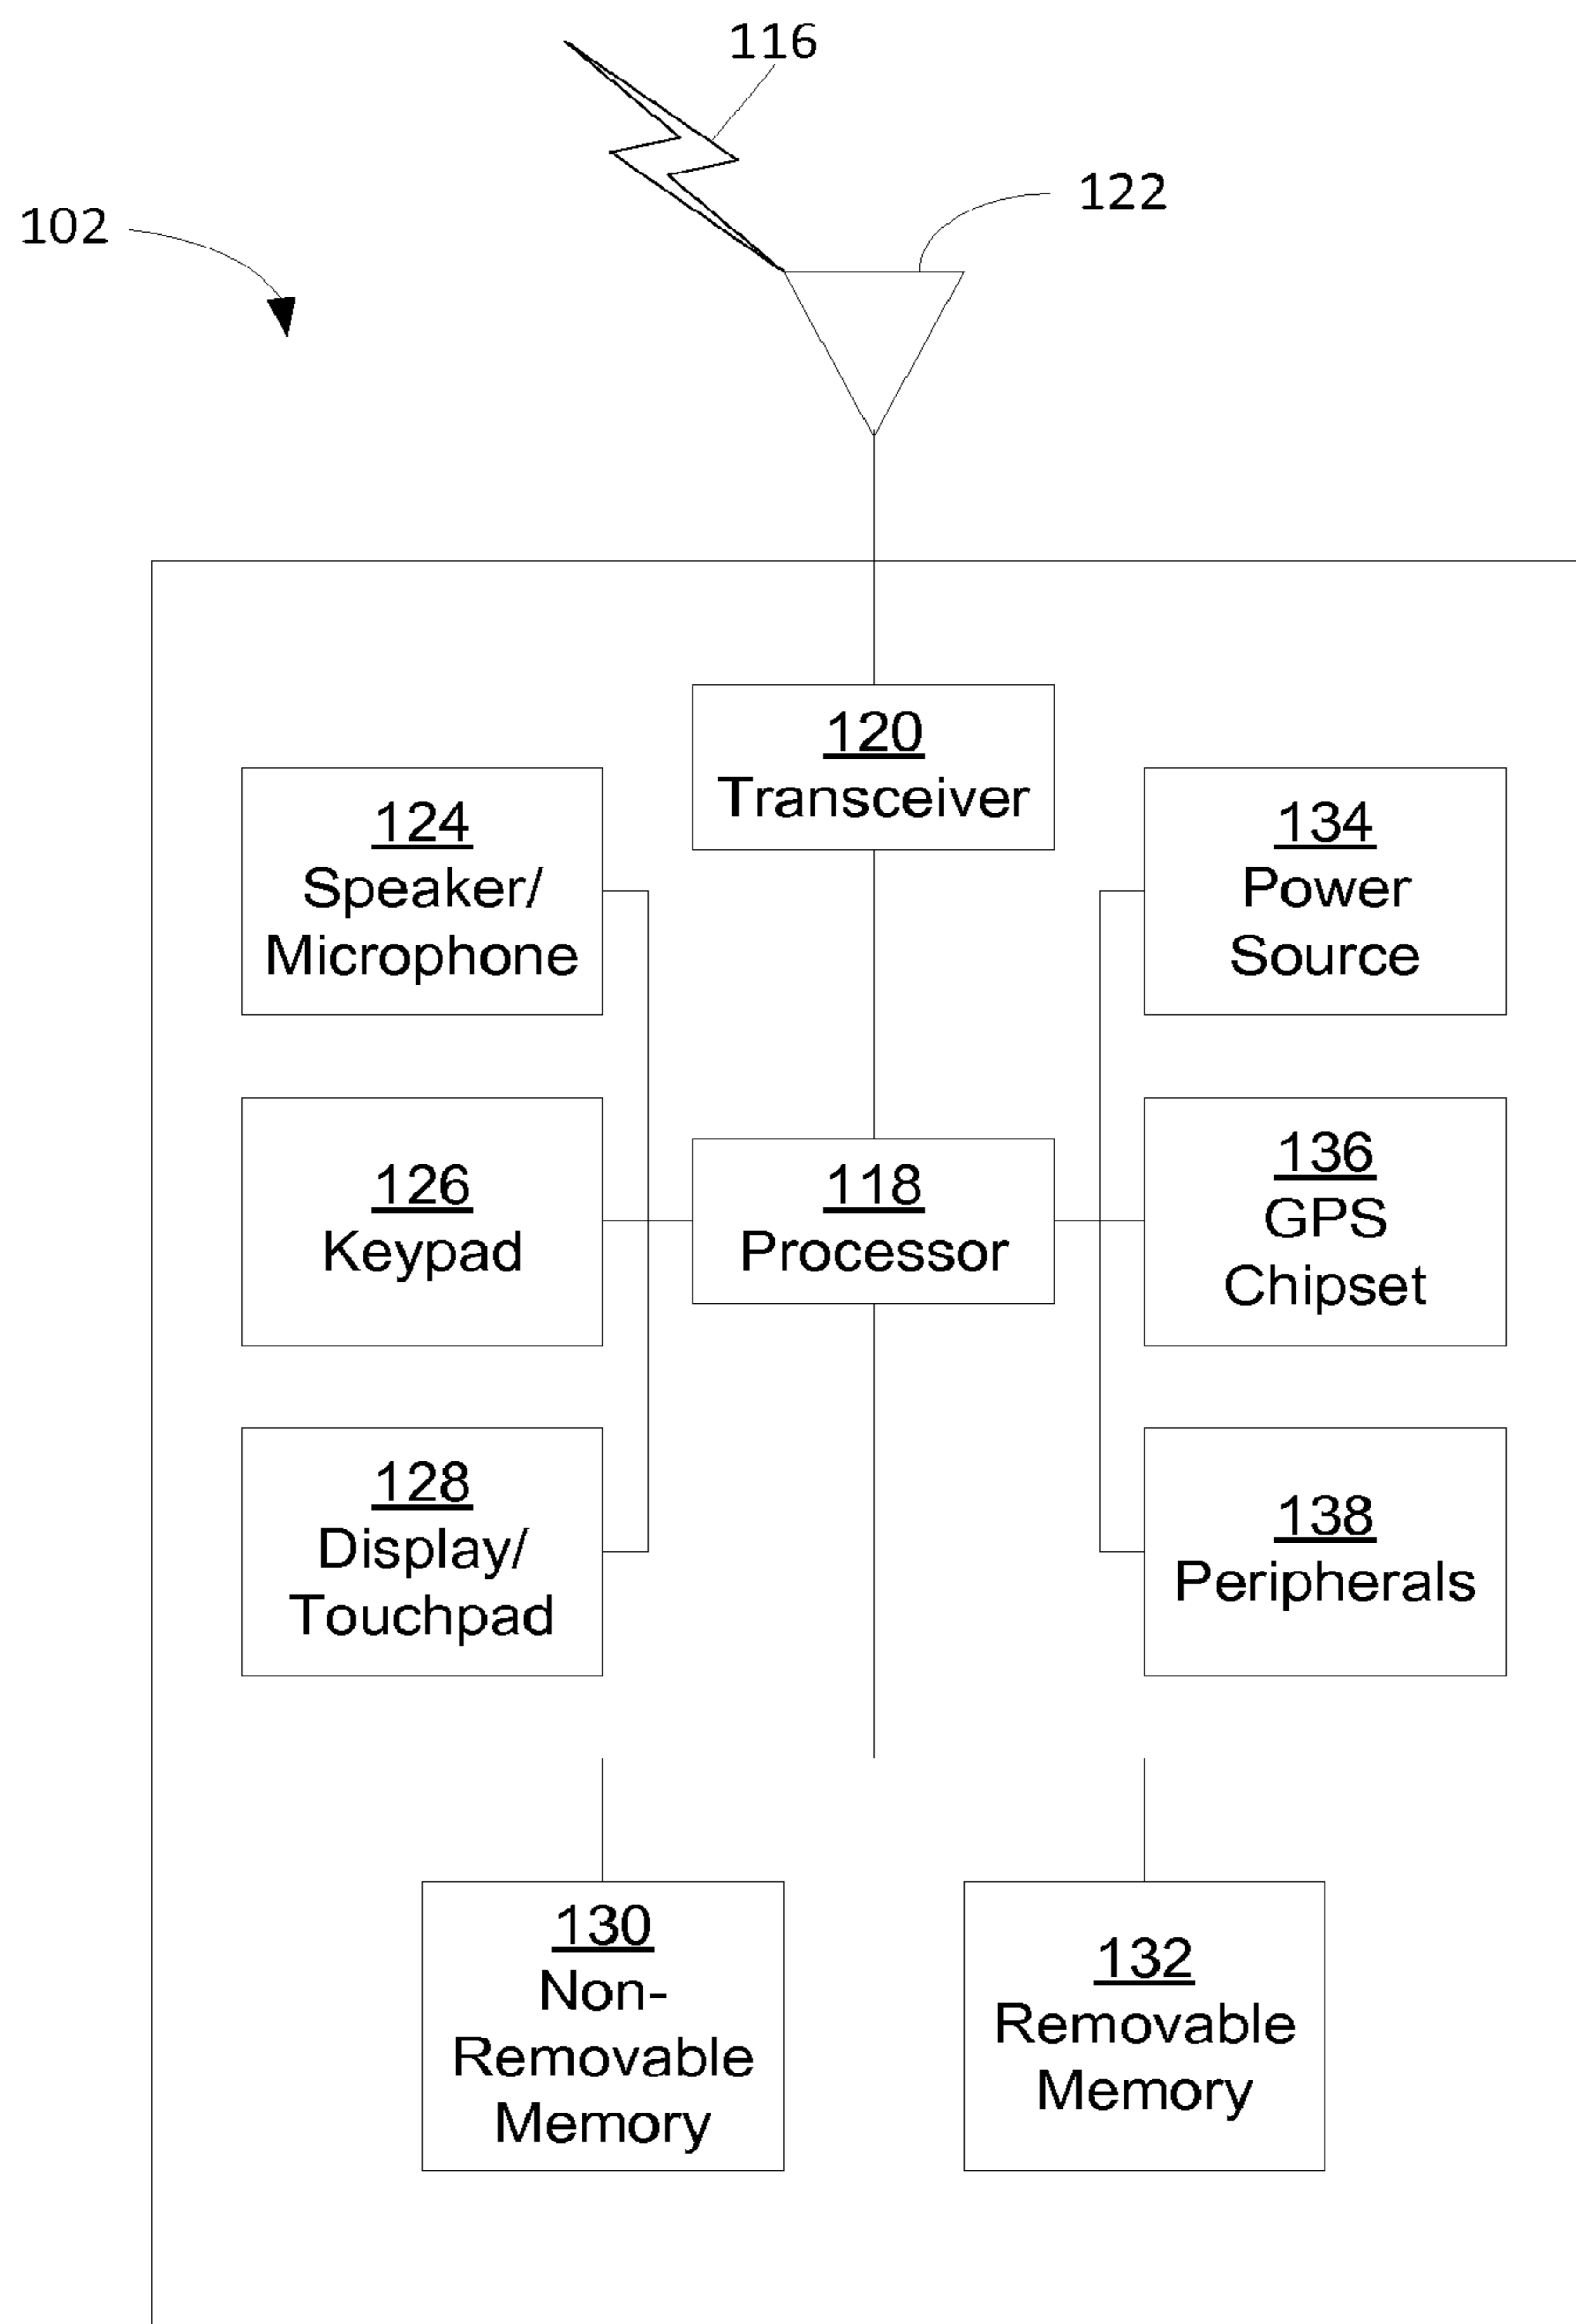 116
122
102
120
Transceiver
124
Speaker/
Microphone
134
Power
Source
126
Keypad
118
Processor
136
GPS
Chipset
128
Display/
Touchpad
138
Peripherals
130
Non-
Removable
Memory
132
Removable
Memory